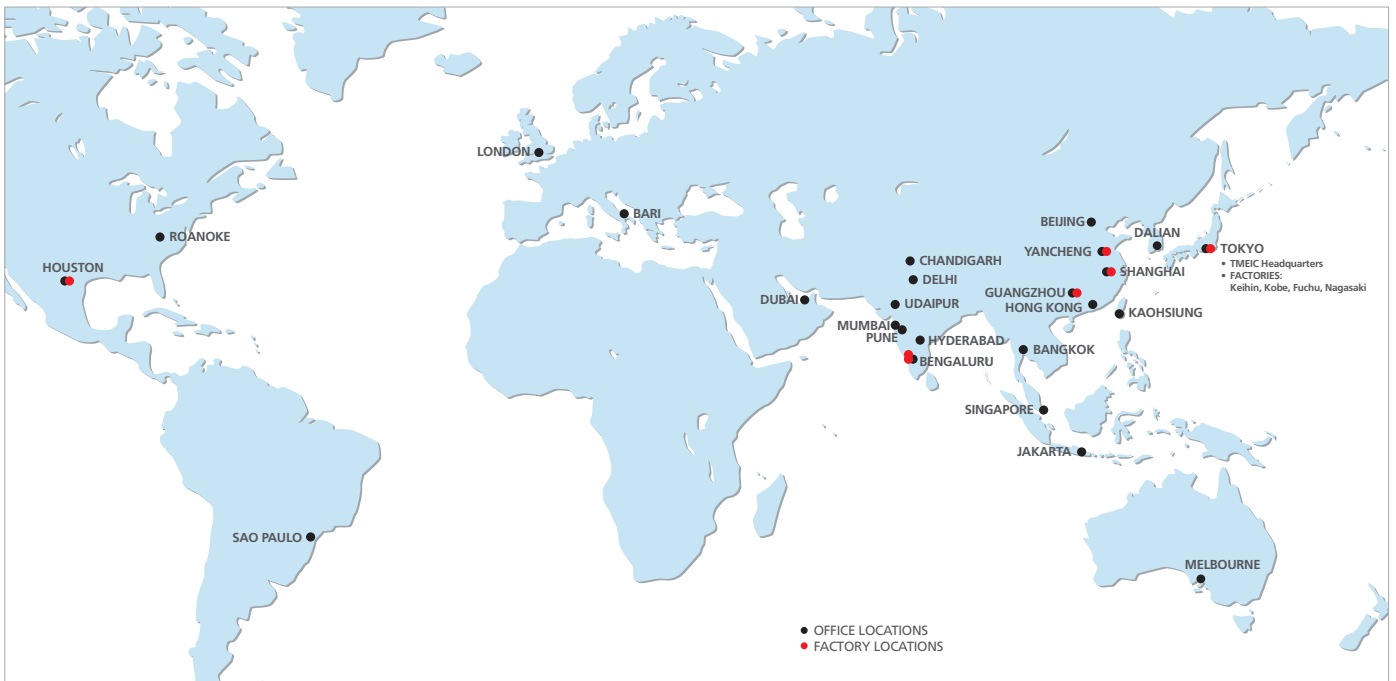 LONDON
BARI
ROANOKE
HOUSTON
SAO PAULO
DUBAI
CHANDIGARH
DELHI
UDAIPUR
MUMBAI
PUNE
HYDERABAD
BENGALURU
BEIJING
DALIAN
YANCHENG
TOKYO
• TMEIC Headquarters
• FACTORIES:
Keihin, Kobe, Fuchu, Nagasaki
SHANGHAI
GUANGZHOU
HONG KONG
KAOHSIUNG
BANGKOK
SINGAPORE
JAKARTA
MELBOURNE
OFFICE LOCATIONS
FACTORY LOCATIONS